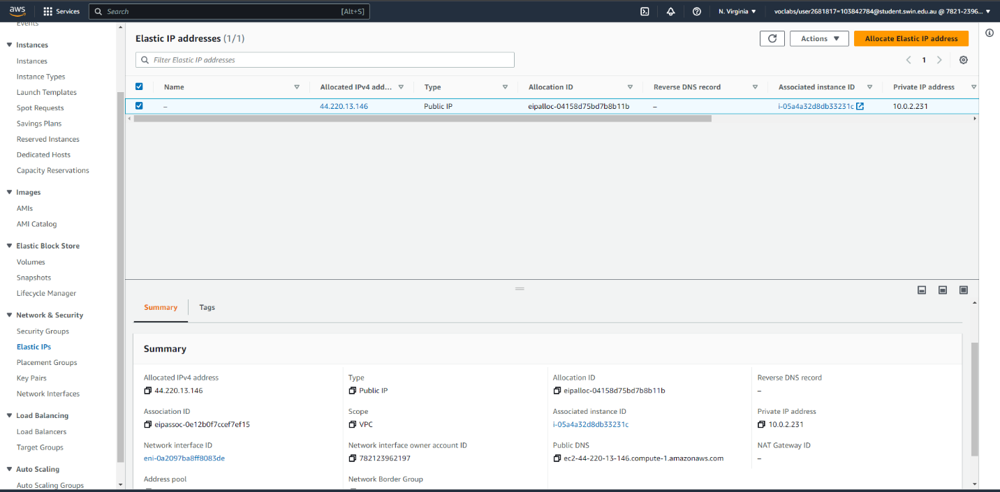 aws Services Search [Alt+S] N. Virginia voclabs/user2681817=103842784@student.swin.edu.au @ 7821-2396...
Events
Instances
Instances
Instance Types
Launch Templates
Spot Requests
Savings Plans
Reserved Instances
Dedicated Hosts
Capacity Reservations
Images
AMIs
AMI Catalog
Elastic Block Store
Volumes
Snapshots
Lifecycle Manager
Network & Security
Security Groups
Elastic IPs
Placement Groups
Key Pairs
Network Interfaces
Load Balancing
Load Balancers
Target Groups
Auto Scaling
Auto Scaling Groups
Elastic IP addresses (1/1) Actions Allocate Elastic IP address
Filter Elastic IP addresses 1
Name Allocated IPv4 add... Type Allocation ID Reverse DNS record Associated instance ID Private IP address
– 44.220.13.146 Public IP eipalloc-04158d75bd7b8b11b – i-05a4a32d8db33231c 10.0.2.231
Summary Tags
Summary
Allocated IPv4 address Type Allocation ID Reverse DNS record
44.220.13.146 Public IP eipalloc-04158d75bd7b8b11b –
Association ID Scope Associated instance ID Private IP address
eipassoc-0e12b0f7ccef7ef15 VPC i-05a4a32d8db33231c 10.0.2.231
Network interface ID Network interface owner account ID Public DNS NAT Gateway ID
eni-0a2097ba8ff8083de 782123962197 ec2-44-220-13-146.compute-1.amazonaws.com –
Address pool Network Border Group